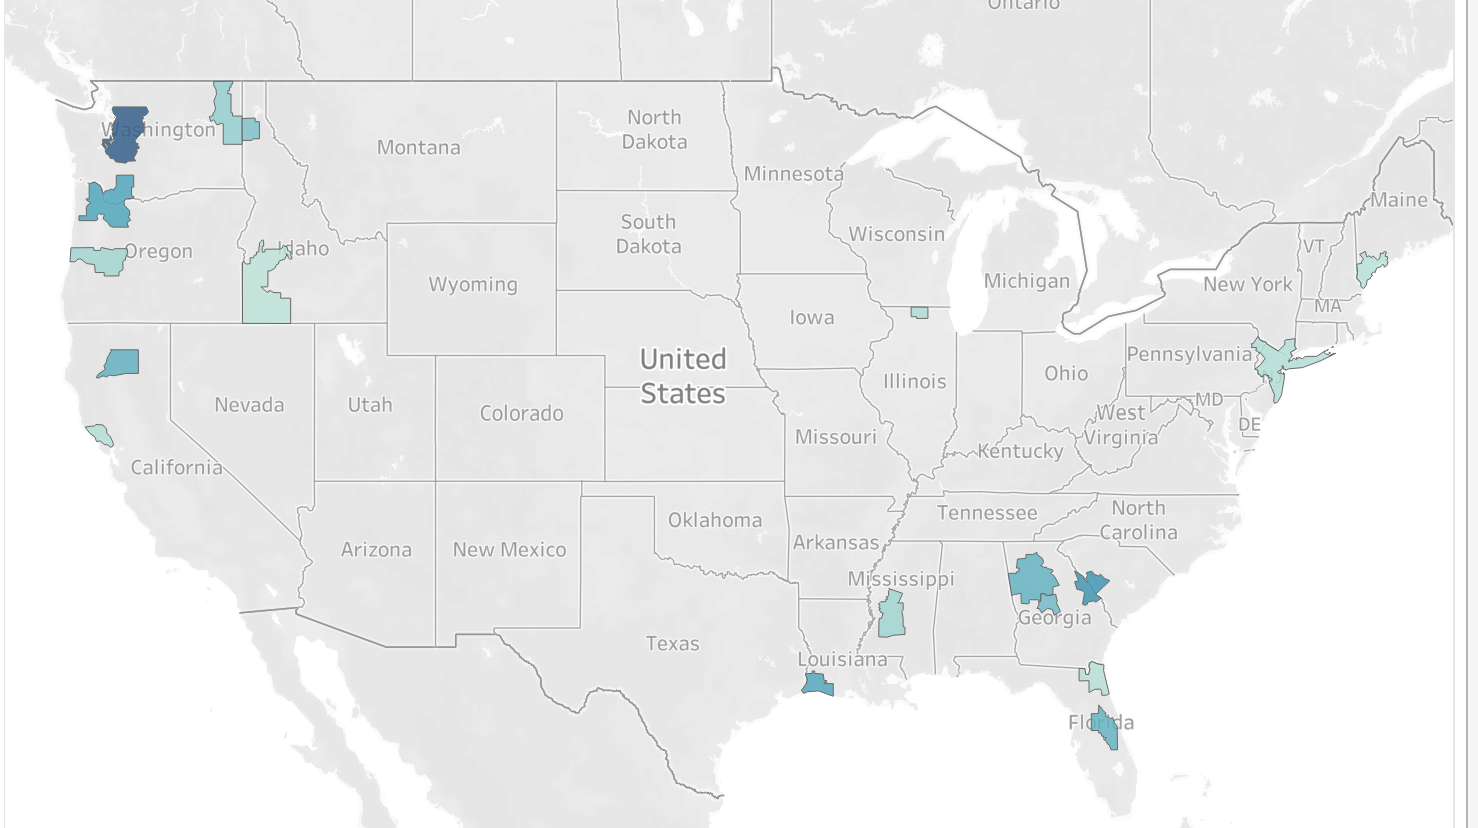 Ontario
Washington
Montana
North
Dakota
Minnesota
Maine
South
Dakota
Wisconsin
VT
Oregon
Idaho
Wyoming
Michigan
New York
MA
Iowa
United
States
Pennsylvania
Ohio
Illinois
Nevada
Utah
Colorado
MD
West
Virginia
DE
Missouri
Kentucky
California
Oklahoma
Tennessee
North
Carolina
Arizona
New Mexico
Arkansas
Mississippi
Georgia
Texas
Louisiana
Florida